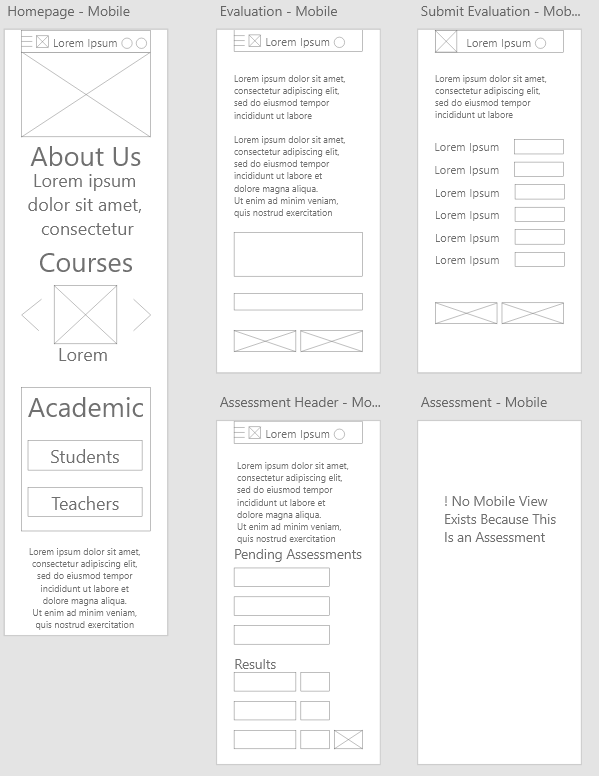 Homepage - Mobile
Lorem Ipsum
About Us
Lorem ipsum
dolor sit amet,
consectetur
Courses
Lorem
Academic
Students
Teachers
Lorem ipsum dolor sit amet,
consectetur adipiscing elit,
sed do eiusmod tempor
incididunt ut labore et
dolore magna aliqua.
Ut enim ad minim veniam,
quis nostrud exercitation
Evaluation - Mobile
Lorem Ipsum
Lorem ipsum dolor sit amet,
consectetur adipiscing elit,
sed do eiusmod tempor
incididunt ut labore
Lorem ipsum dolor sit amet,
consectetur adipiscing elit,
sed do eiusmod tempor
incididunt ut labore et
dolore magna aliqua.
Ut enim ad minim veniam,
quis nostrud exercitation
Submit Evaluation - Mob...
Lorem Ipsum
Lorem ipsum dolor sit amet,
consectetur adipiscing elit,
sed do eiusmod tempor
incididunt ut labore
Lorem Ipsum
Lorem Ipsum
Lorem Ipsum
Lorem Ipsum
Lorem Ipsum
Lorem Ipsum
Assessment Header - Mo...
Lorem Ipsum
Lorem ipsum dolor sit amet,
consectetur adipiscing elit,
sed do eiusmod tempor
incididunt ut labore et
dolore magna aliqua.
Ut enim ad minim veniam,
quis nostrud exercitation
Pending Assessments
Results
Assessment - Mobile
! No Mobile View
Exists Because This
Is an Assessment